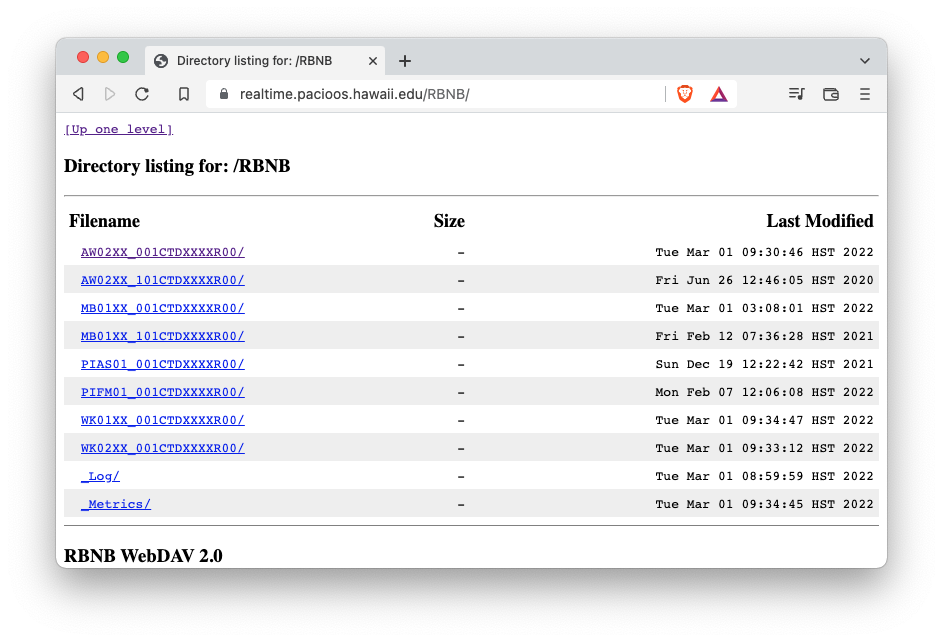 Directory listing for: /RBNB
realtime.pacioos.hawaii.edu/RBNB/
[Up one level]
Directory listing for: /RBNB
Filename Size Last Modified
AW02XX_001CTDXXXXR00/ - Tue Mar 01 09:30:46 HST 2022
AW02XX_101CTDXXXXR00/ - Fri Jun 26 12:46:05 HST 2020
MB01XX_001CTDXXXXR00/ - Tue Mar 01 03:08:01 HST 2022
MB01XX_101CTDXXXXR00/ - Fri Feb 12 07:36:28 HST 2021
PIAS01_001CTDXXXXR00/ - Sun Dec 19 12:22:42 HST 2021
PIFM01_001CTDXXXXR00/ - Mon Feb 07 12:06:08 HST 2022
WK01XX_001CTDXXXXR00/ - Tue Mar 01 09:34:47 HST 2022
WK02XX_001CTDXXXXR00/ - Tue Mar 01 09:33:12 HST 2022
_Log/ - Tue Mar 01 08:59:59 HST 2022
_Metrics/ - Tue Mar 01 09:34:45 HST 2022
RBNB WebDAV 2.0